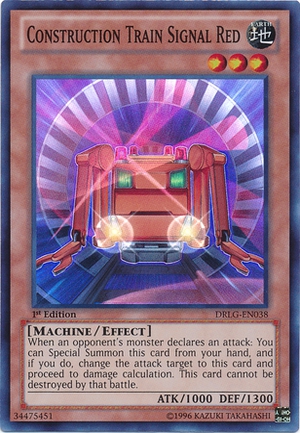 CONSTRUCTION TRAIN SIGNAL RED
EARTH
地
1st Edition
DRLG-EN038
[MACHINE/EFFECT]
When an opponent's monster declares an attack: You
can Special Summon this card from your hand, and
if you do, change the attack target to this card and
proceed to damage calculation. This card cannot be
destroyed by that battle.
ATK/1000 DEF/1300
34474451
©1996 KAZUKI TAKAHASHI